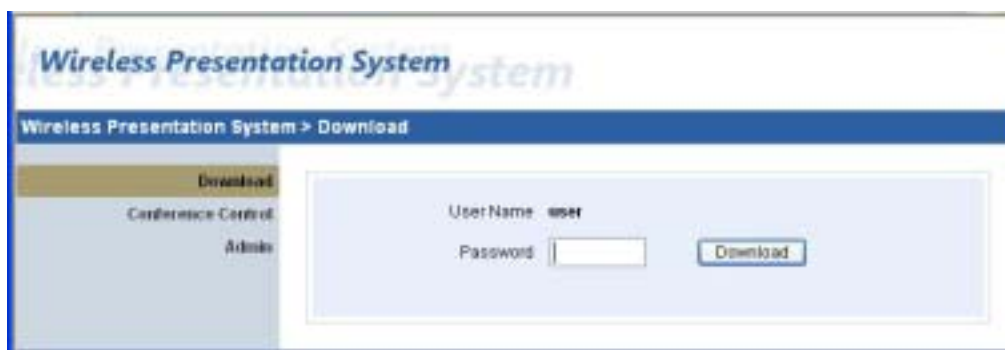 Wireless Presentation System
Wireless Presentation System > Download
Download
Conference Control
Admin
User Name user
Password
Download